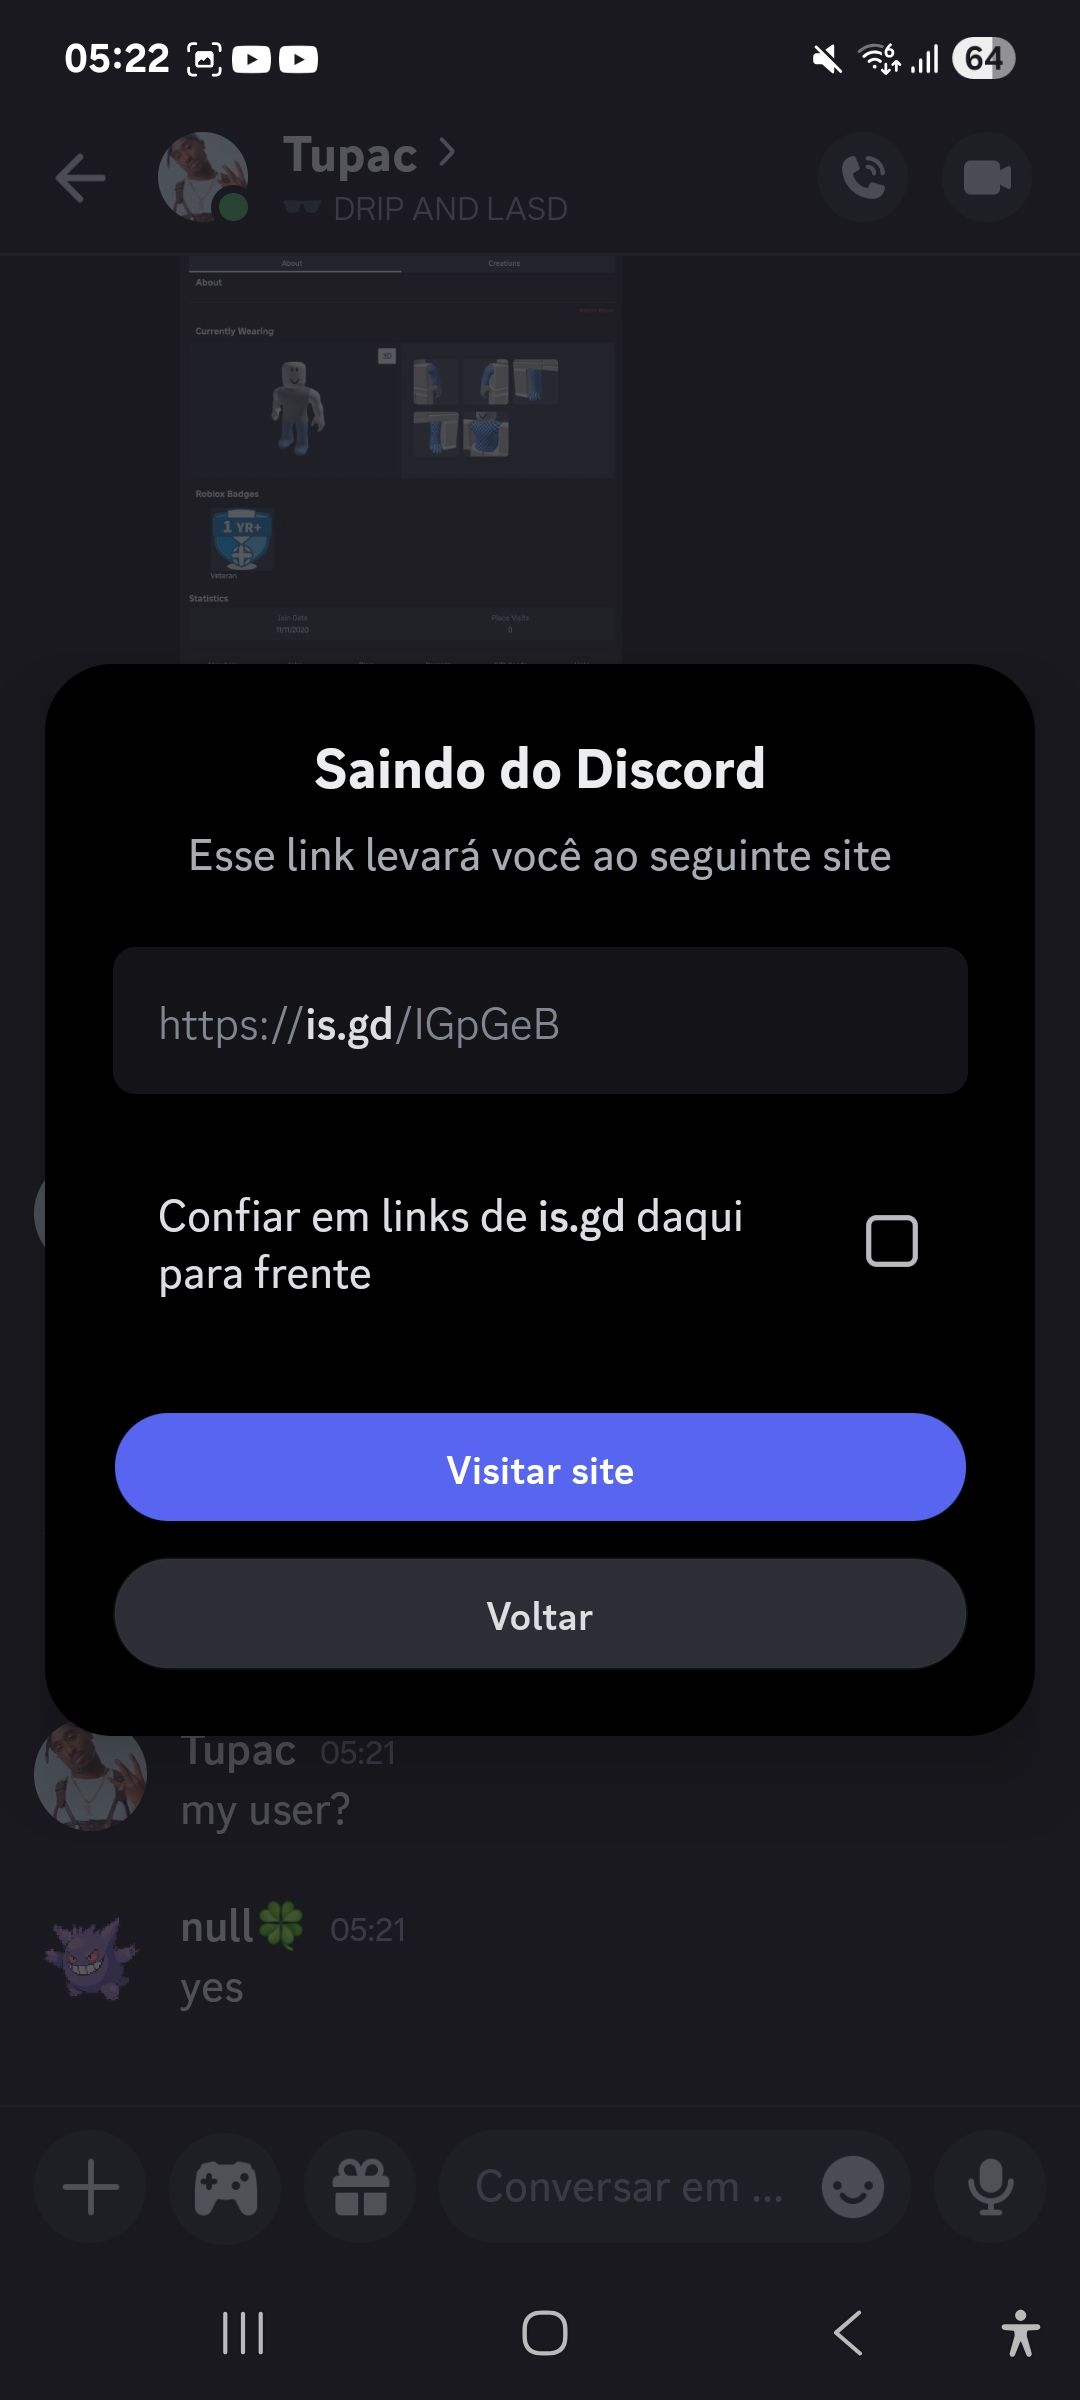 05:22
6
64
Tupac
DRIP AND LASD
About
Creations
About
Currently Wearing
3D
Roblox Badges
1 YR+
Veteran
Statistics
Join Date
Place Visits
11/11/2020
0
Saindo do Discord
Esse link levará você ao seguinte site
https://is.gd/IGpGeB
Confiar em links de is.gd daqui
para frente
Visitar site
Voltar
Tupac 05:21
my user?
null🍀 05:21
yes
Conversar em ...